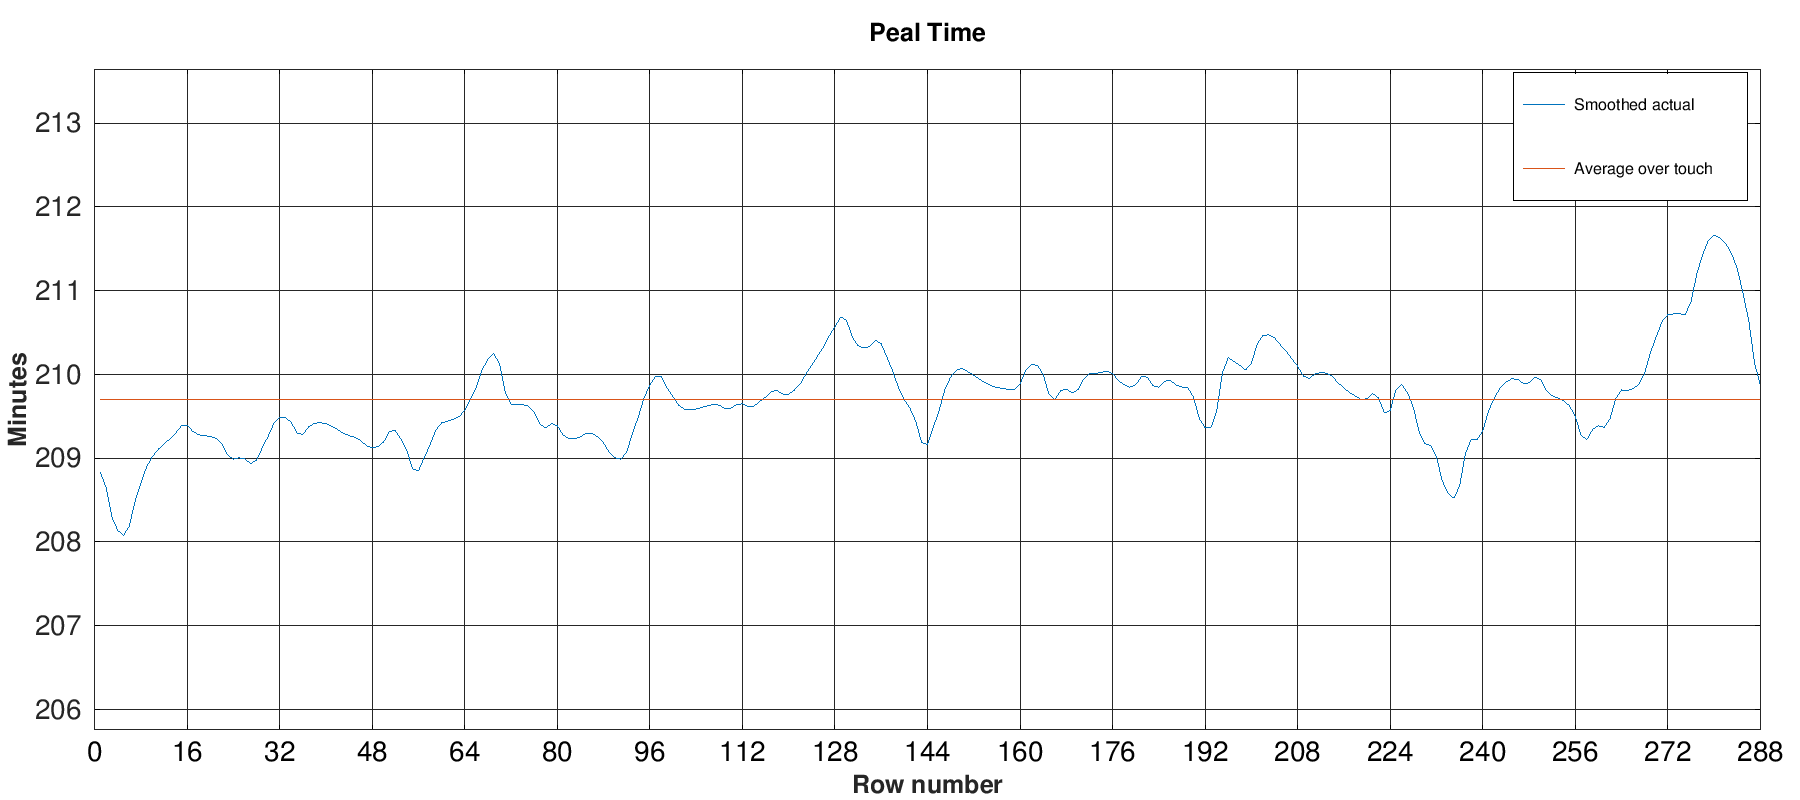 Peal Time
Smoothed actual
Average over touch
213
212
211
210
209
208
207
206
Minutes
0 16 32 48 64 80 96 112 128 144 160 176 192 208 224 240 256 272 288
Row number